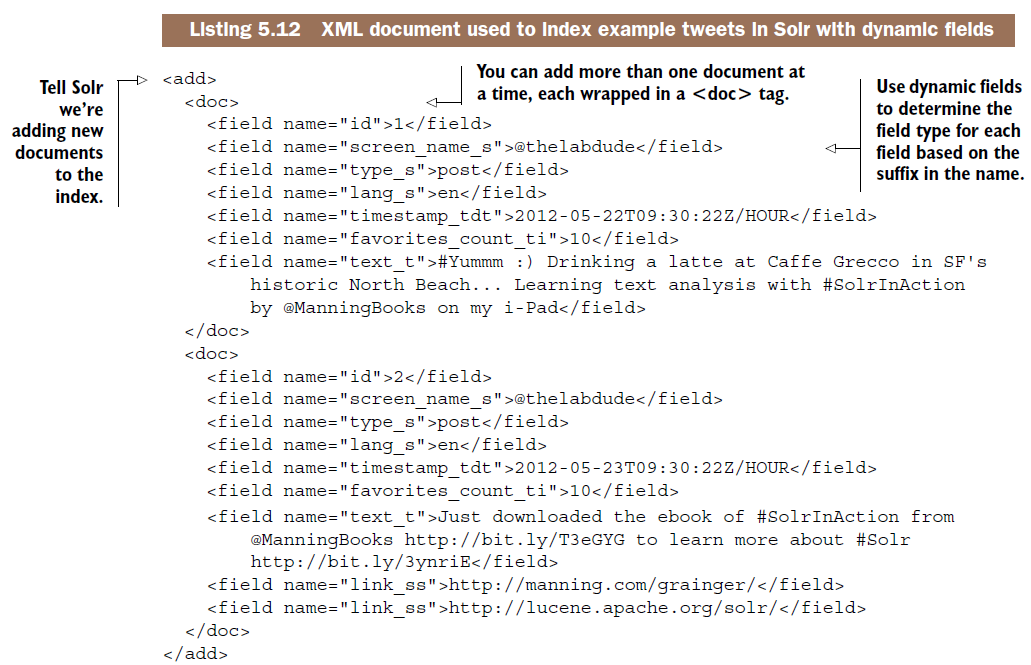 Listing 5.12 XML document used to index example tweets in Solr with dynamic fields
Tell Solr
we're
adding new
documents
to the
index.
You can add more than one document at
a time, each wrapped in a <doc> tag.
Use dynamic fields
to determine the
field type for each
field based on the
suffix in the name.
<add>
<doc>
<field name="id">1</field>
<field name="screen_name_s">@thelabdude</field>
<field name="type_s">post</field>
<field name="lang_s">en</field>
<field name="timestamp_tdt">2012-05-22T09:30:22Z/HOUR</field>
<field name="favorites_count_ti">10</field>
<field name="text_t">#Yummm :) Drinking a latte at Caffe Grecco in SF's
historic North Beach... Learning text analysis with #SolrInAction
by @ManningBooks on my i-Pad</field>
</doc>
<doc>
<field name="id">2</field>
<field name="screen_name_s">@thelabdude</field>
<field name="type_s">post</field>
<field name="lang_s">en</field>
<field name="timestamp_tdt">2012-05-23T09:30:22Z/HOUR</field>
<field name="favorites_count_ti">10</field>
<field name="text_t">Just downloaded the ebook of #SolrInAction from
@ManningBooks http://bit.ly/T3eGYG to learn more about #Solr
http://bit.ly/3ynriE</field>
<field name="link_ss">http://manning.com/grainger/</field>
<field name="link_ss">http://lucene.apache.org/solr/</field>
</doc>
</add>